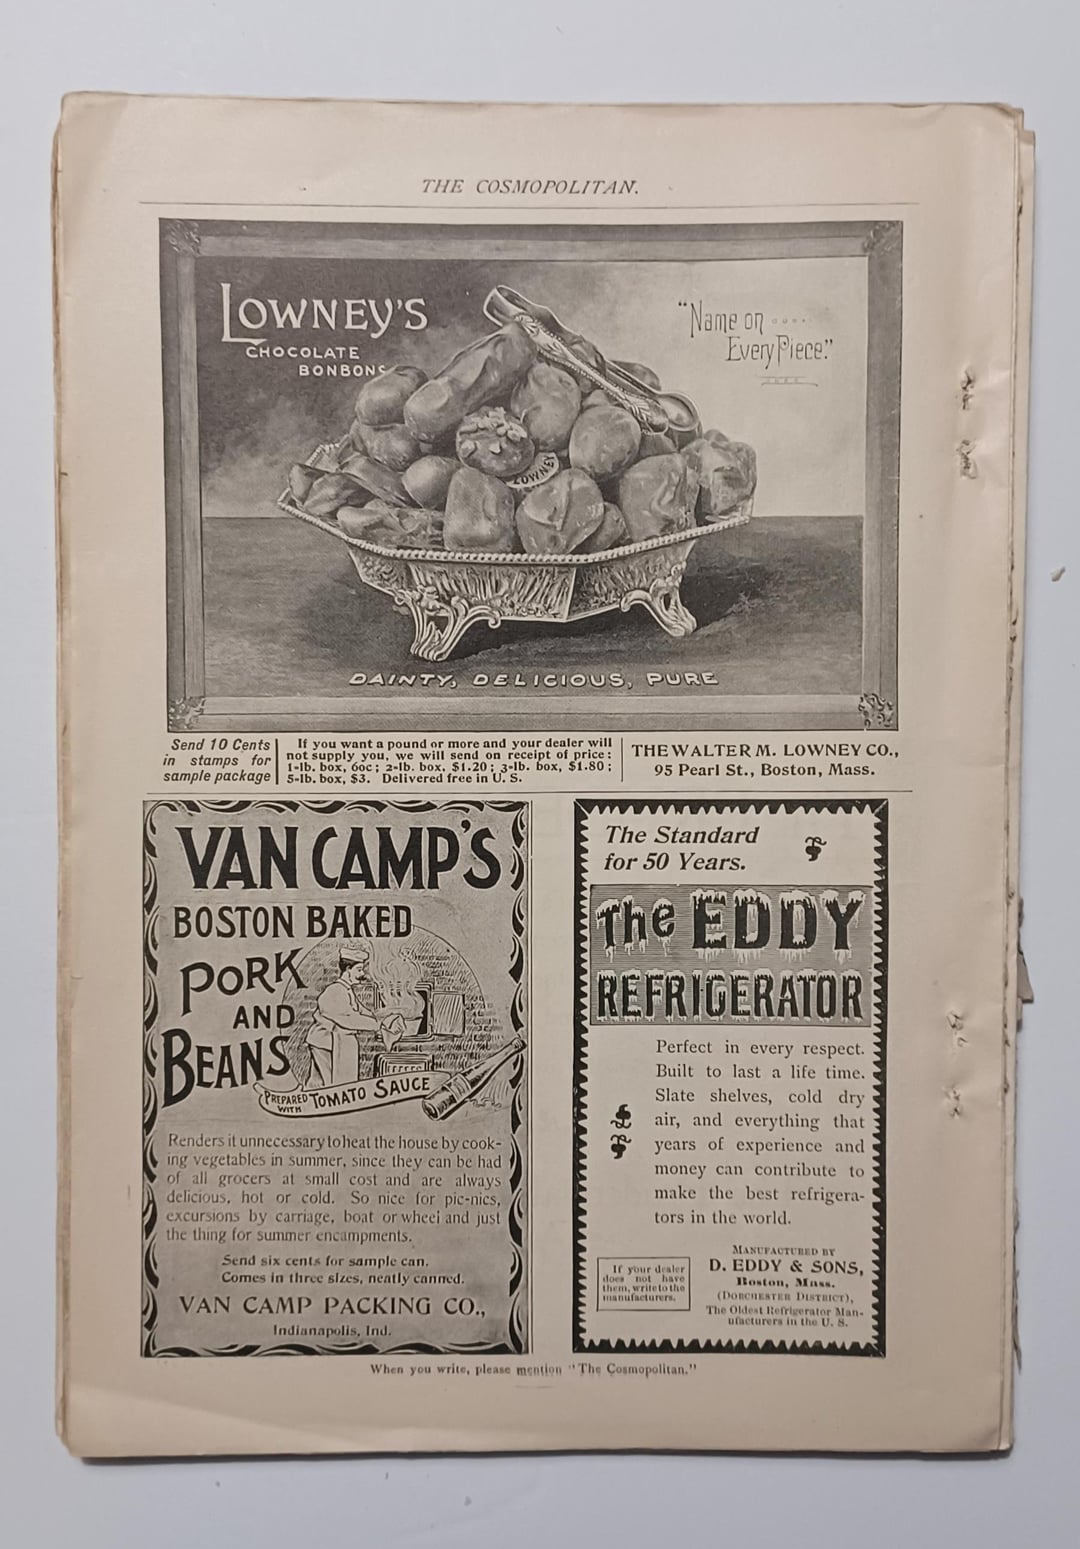 THE COSMOPOLITAN.
LOWNEY'S
CHOCOLATE
BONBONS
"Name on ....
Every Piece."
LOWNEY
DAINTY, DELICIOUS, PURE
Send 10 Cents
in stamps for
sample package
If you want a pound or more and your dealer will
not supply you, we will send on receipt of price:
1-lb. box, 60c; 2-lb. box, $1.20; 3-lb. box, $1.80;
5-lb. box, $3. Delivered free in U. S.
THE WALTER M. LOWNEY CO.,
95 Pearl St., Boston, Mass.
VAN CAMP'S
BOSTON BAKED
PORK
AND
BEANS
PREPARED
WITH TOMATO SAUCE
Renders it unnecessary to heat the house by cook-
ing vegetables in summer, since they can be had
of all grocers at small cost and are always
delicious, hot or cold. So nice for pic-nics,
excursions by carriage, boat or wheel and just
the thing for summer encampments.
Send six cents for sample can.
Comes in three sizes, neatly canned.
VAN CAMP PACKING CO.,
Indianapolis, Ind.
The Standard
for 50 Years.
The EDDY
REFRIGERATOR
Perfect in every respect.
Built to last a life time.
Slate shelves, cold dry
air, and everything that
years of experience and
money can contribute to
make the best refrigera-
tors in the world.
If your dealer
does not have
them, write to the
manufacturers.
MANUFACTURED BY
D. EDDY & SONS,
Boston, Mass.
(DORCHESTER DISTRICT),
The Oldest Refrigerator Man-
ufacturers in the U. S.
When you write, please mention "The Cosmopolitan."